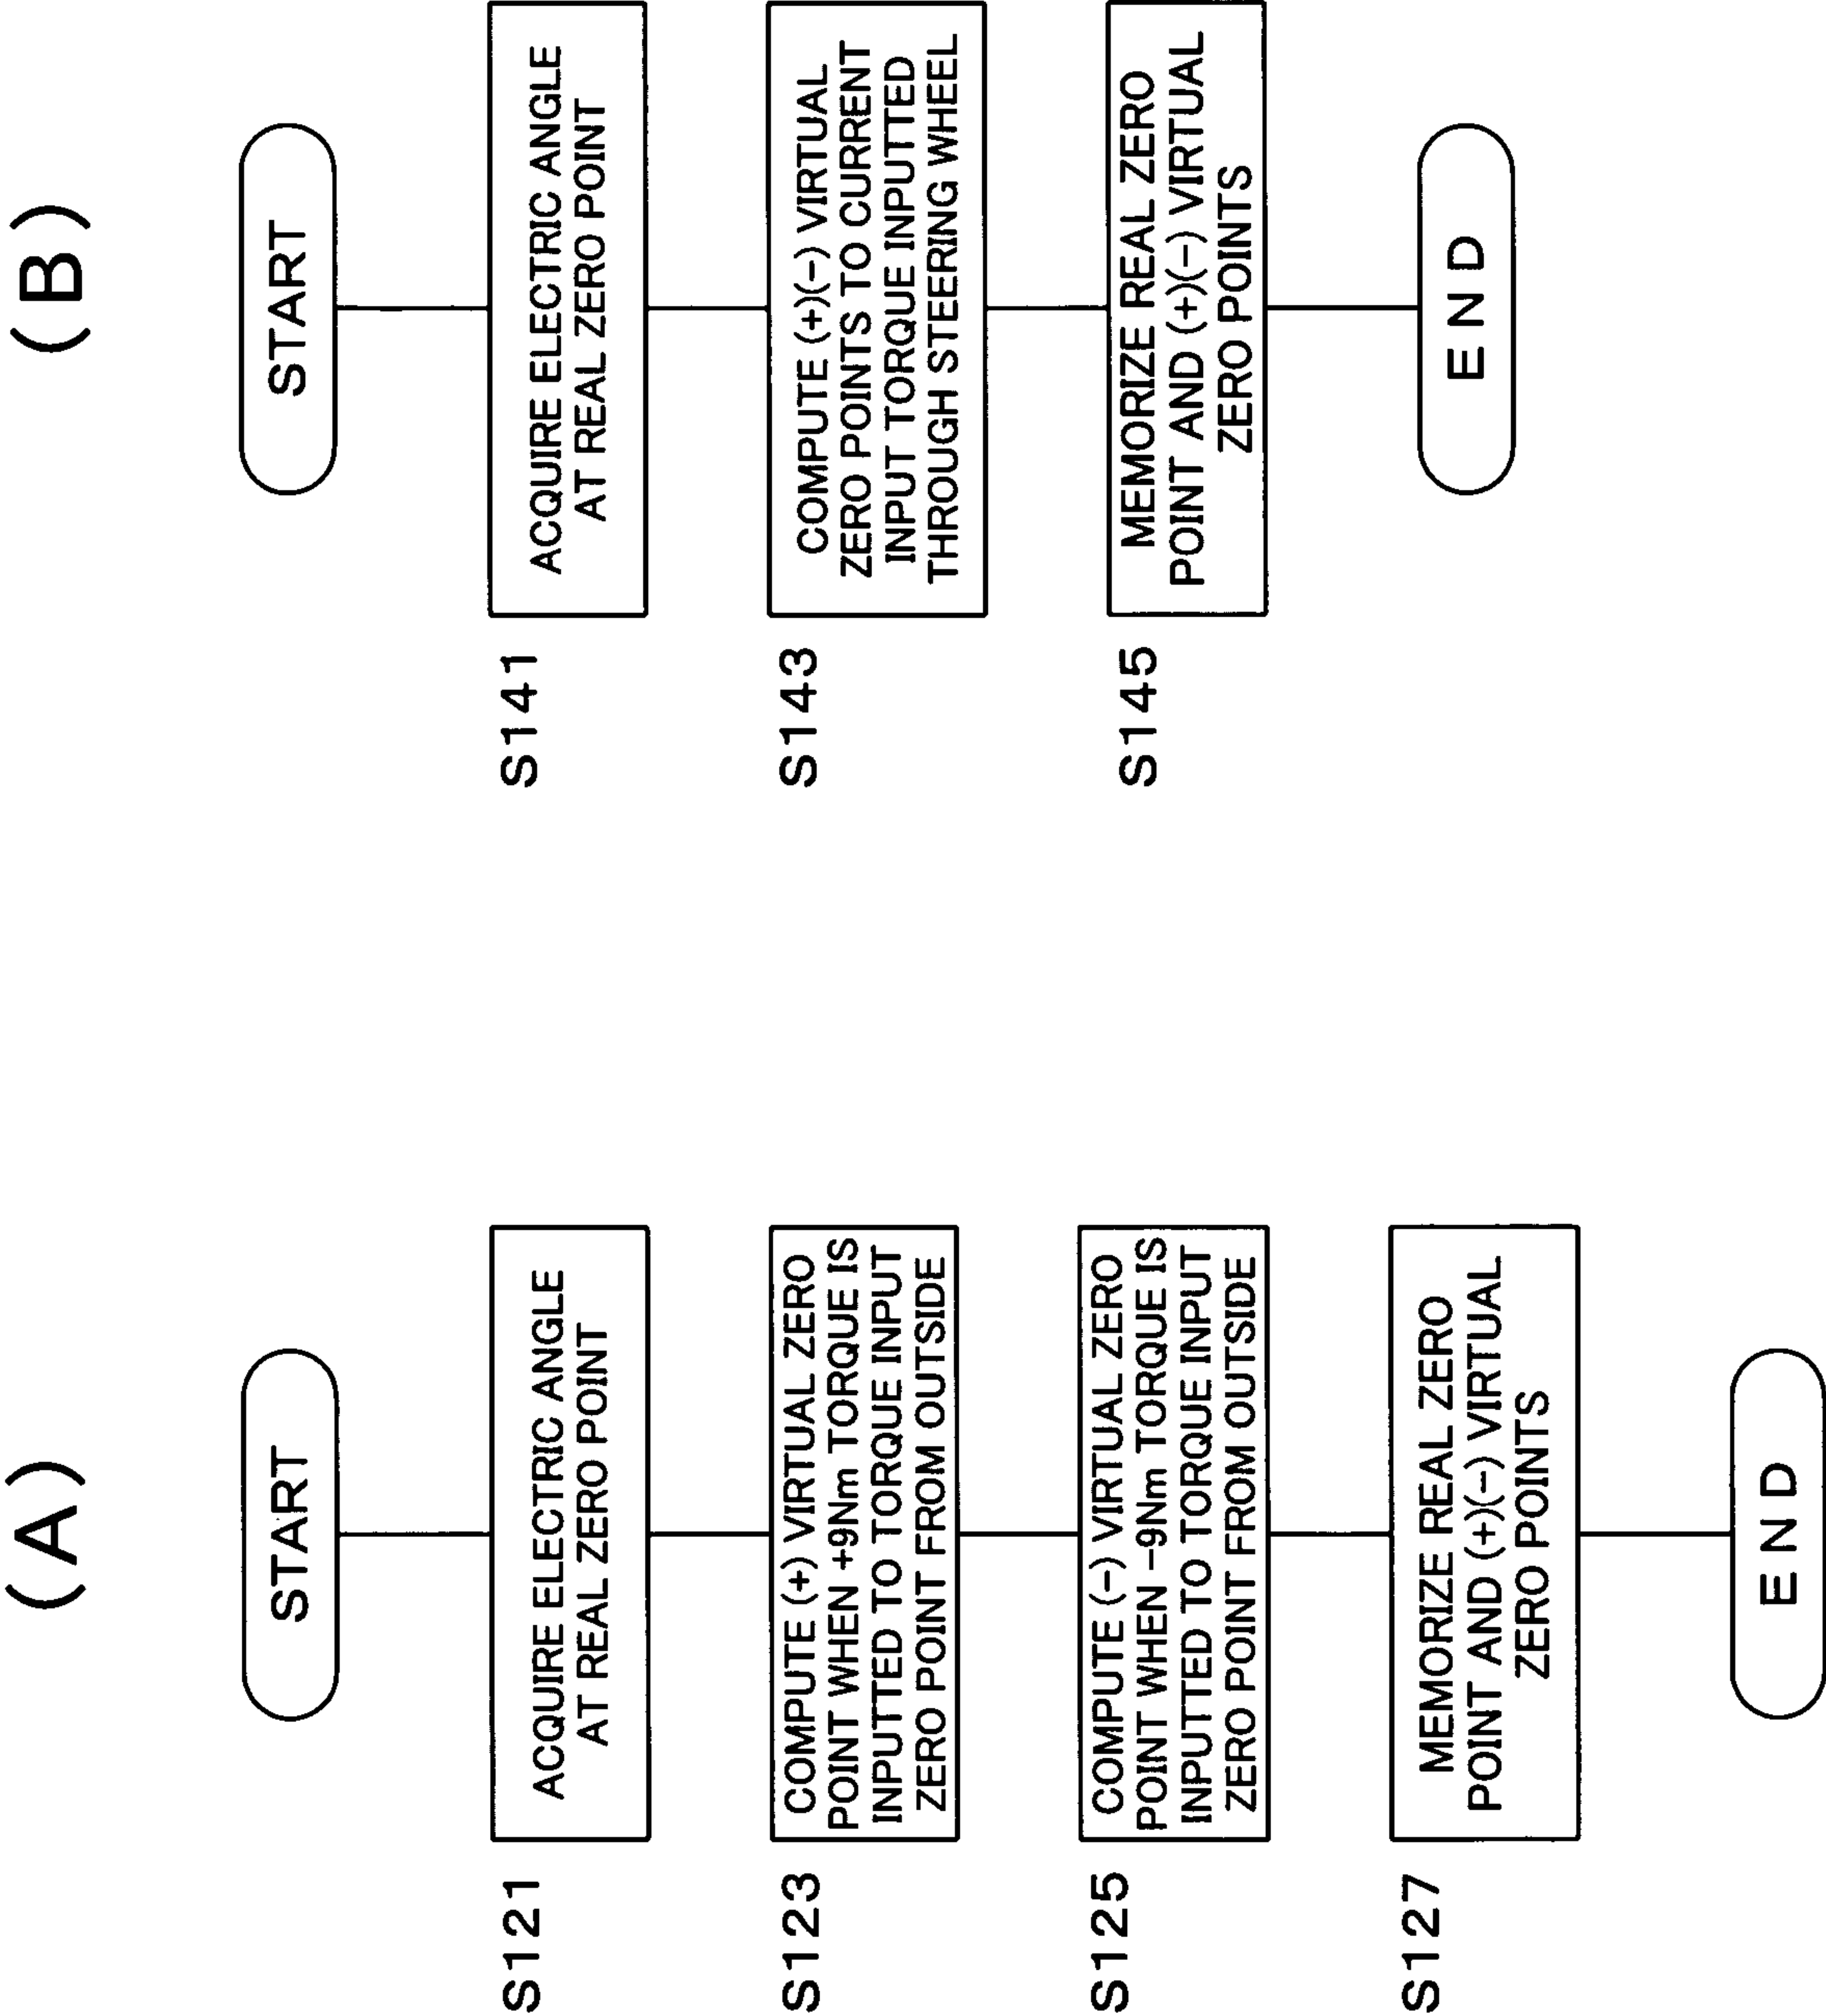 (A)
START
S121
ACQUIRE ELECTRIC ANGLE
AT REAL ZERO POINT
S123
COMPUTE (+) VIRTUAL ZERO
POINT WHEN +9Nm TORQUE IS
INPUTTED TO TORQUE INPUT
ZERO POINT FROM OUTSIDE
S125
COMPUTE (−) VIRTUAL ZERO
POINT WHEN −9Nm TORQUE IS
INPUTTED TO TORQUE INPUT
ZERO POINT FROM OUTSIDE
S127
MEMORIZE REAL ZERO
POINT AND (+)(−) VIRTUAL
ZERO POINTS
END
(B)
START
S141
ACQUIRE ELECTRIC ANGLE
AT REAL ZERO POINT
S143
COMPUTE (+)(−) VIRTUAL
ZERO POINTS TO CURRENT
INPUT TORQUE INPUTTED
THROUGH STEERING WHEEL
S145
MEMORIZE REAL ZERO
POINT AND (+)(−) VIRTUAL
ZERO POINTS
END